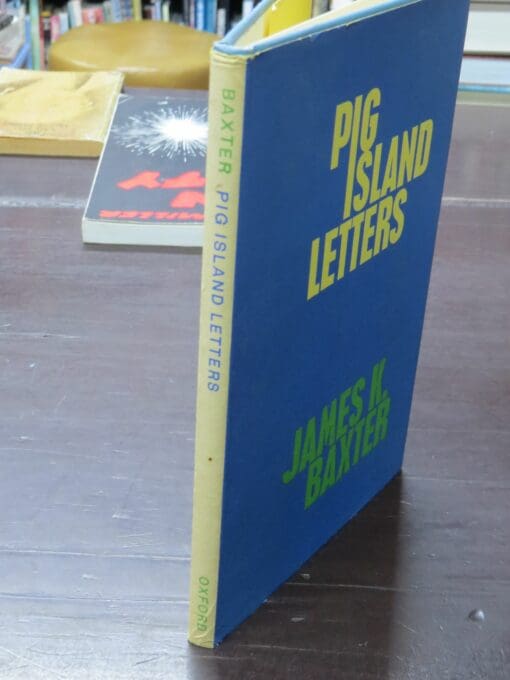 BAXTER PIG ISLAND LETTERS
OXFORD
PIG
ISLAND
LETTERS
JAMES K.
BAXTER